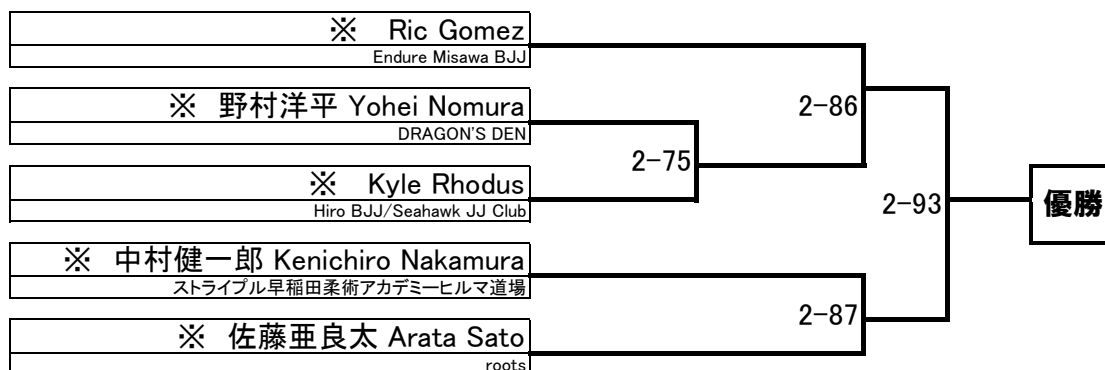 ※ Ric Gomez
Endure Misawa BJJ
※ 野村洋平 Yohei Nomura
DRAGON'S DEN
※ Kyle Rhodus
Hiro BJJ/Seahawk JJ Club
※ 中村健一郎 Kenichiro Nakamura
ストライプル早稲田柔術アカデミーヒルマ道場
※ 佐藤亜良太 Arata Sato
roots
2-75
2-86
2-87
2-93
優勝